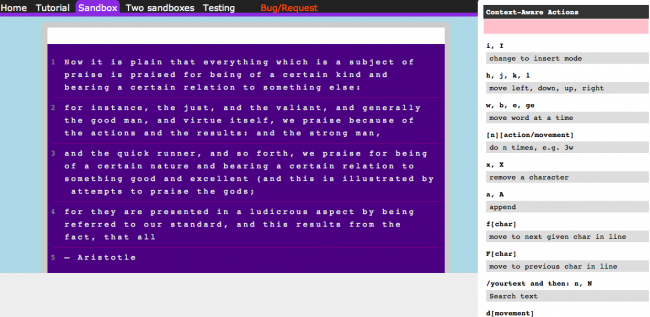 Home Tutorial Sandbox Two sandboxes Testing Bug/Request
1 Now it is plain that everything which is a subject of
praise is praised for being of a certain kind and
bearing a certain relation to something else:
2 for instance, the just, and the valiant, and generally
the good man, and virtue itself, we praise because of
the actions and the results: and the strong man,
3 and the quick runner, and so forth, we praise for being
of a certain nature and bearing a certain relation to
something good and excellent (and this is illustrated by
attempts to praise the gods;
4 for they are presented in a ludicrous aspect by being
referred to our standard, and this results from the
fact, that all
5 — Aristotle
Context-Aware Actions
i, I
change to insert mode
h, j, k, l
move left, down, up, right
w, b, e, ge
move word at a time
[n][action/movement]
do n times, e.g. 3w
x, X
remove a character
a, A
append
f[char]
move to next given char in line
F[char]
move to previous char in line
/yourtext and then: n, N
Search text
d[movement]